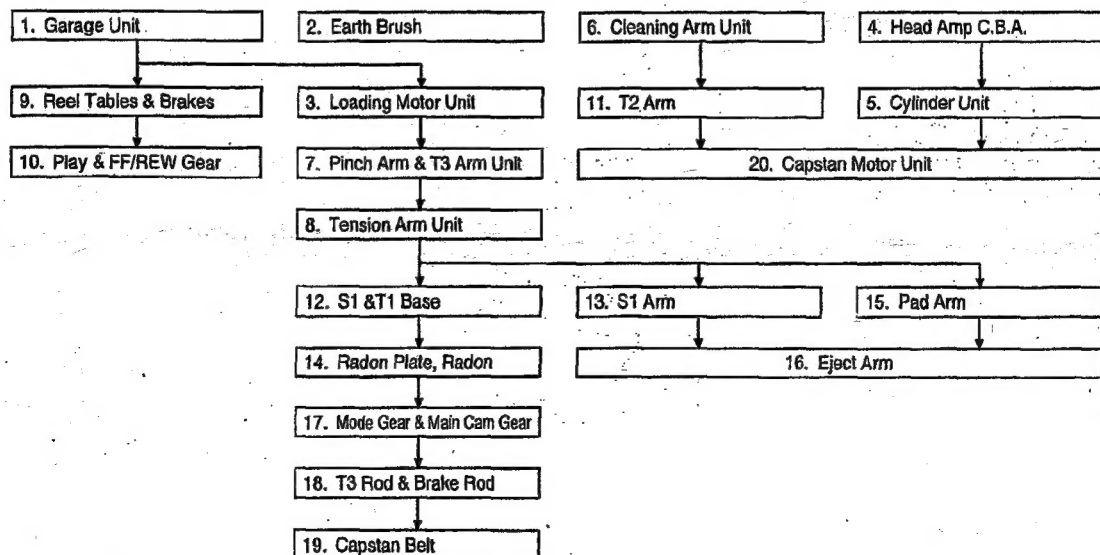 1. Garage Unit
2. Earth Brush
6. Cleaning Arm Unit
4. Head Amp C.B.A.
9. Reel Tables & Brakes
3. Loading Motor Unit
11. T2 Arm
5. Cylinder Unit
10. Play & FF/REW Gear
7. Pinch Arm & T3 Arm Unit
20. Capstan Motor Unit
8. Tension Arm Unit
12. S1 &T1 Base
13. S1 Arm
15. Pad Arm
14. Radon Plate, Radon
16. Eject Arm
17. Mode Gear & Main Cam Gear
18. T3 Rod & Brake Rod
19. Capstan Belt